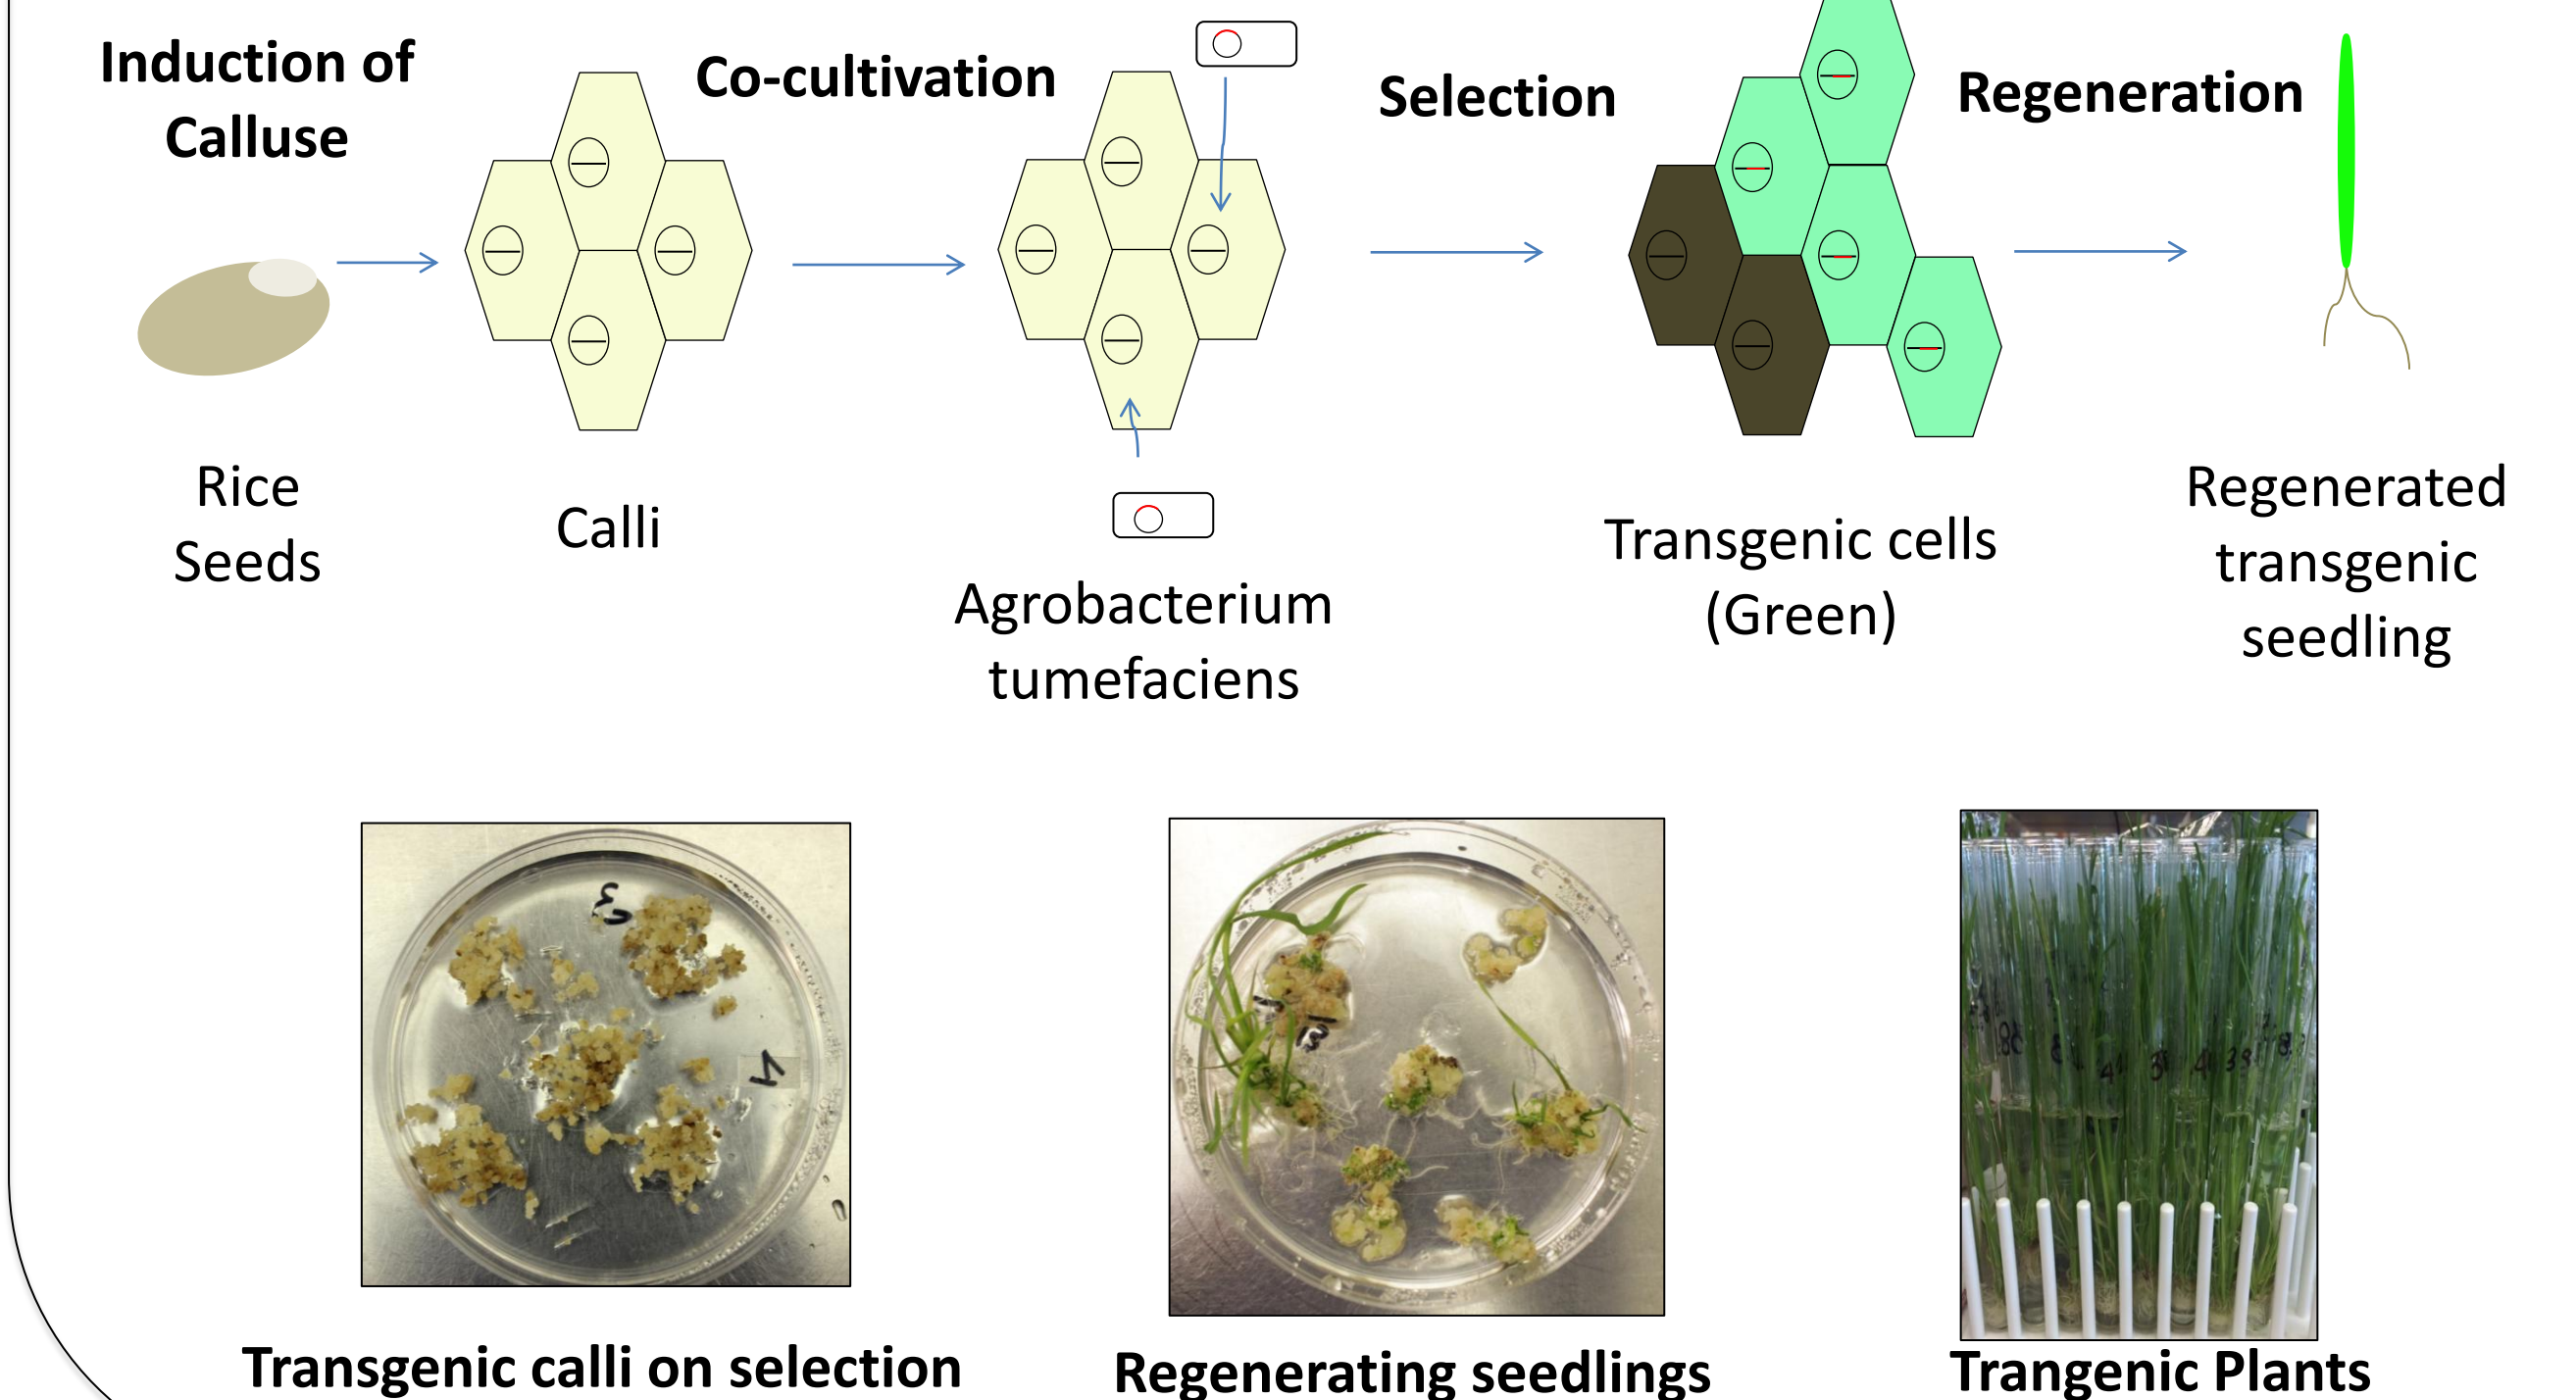 Induction of
Calluse
Co-cultivation
Selection
Regeneration
Rice
Seeds
Calli
Agrobacterium
tumefaciens
Transgenic cells
(Green)
Regenerated
transgenic
seedling
Transgenic calli on selection
Regenerating seedlings
Trangenic Plants